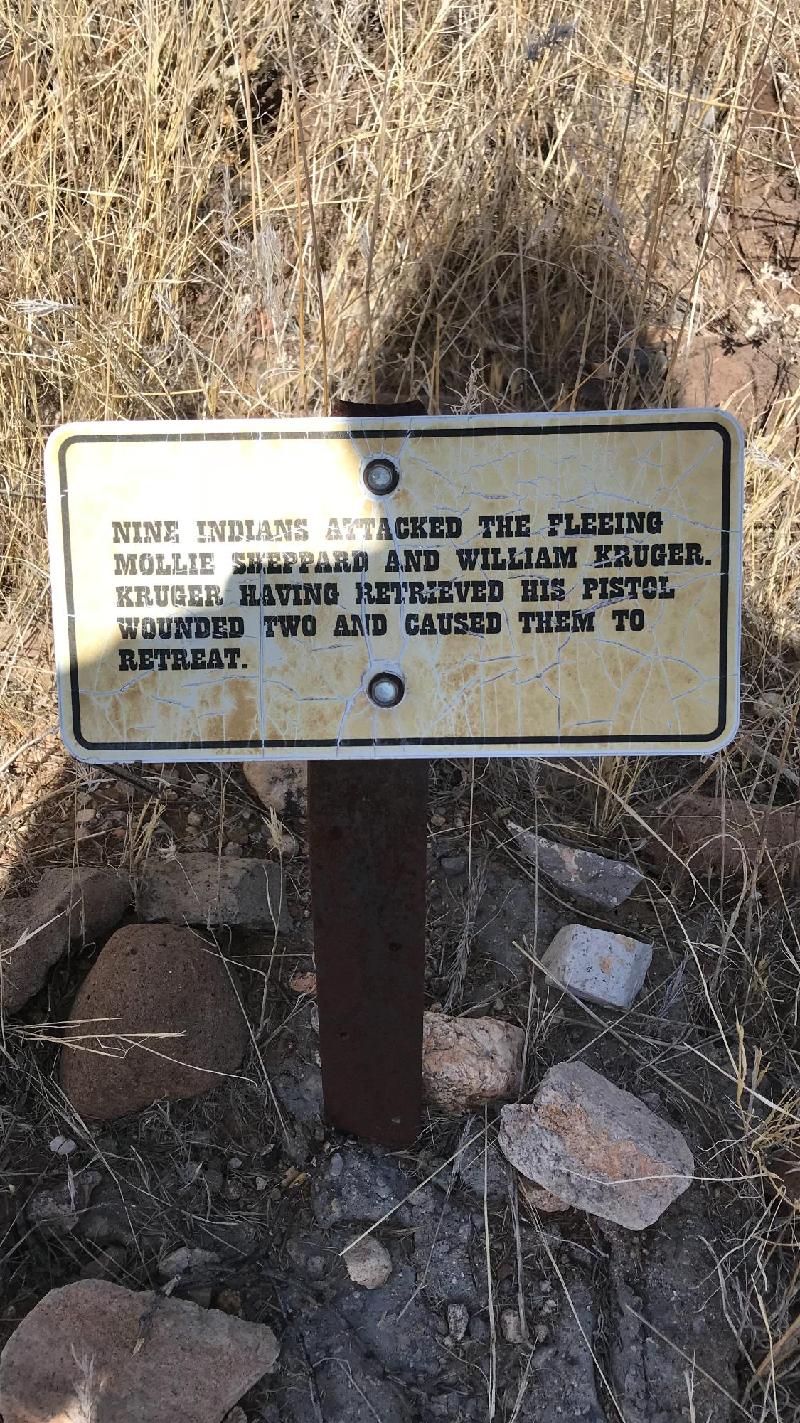 NINE INDIANS ATTACKED THE FLEEING
MOLLIE SHEPPARD AND WILLIAM KRUGER.
KRUGER HAVING RETRIEVED HIS PISTOL
WOUNDED TWO AND CAUSED THEM TO
RETREAT.